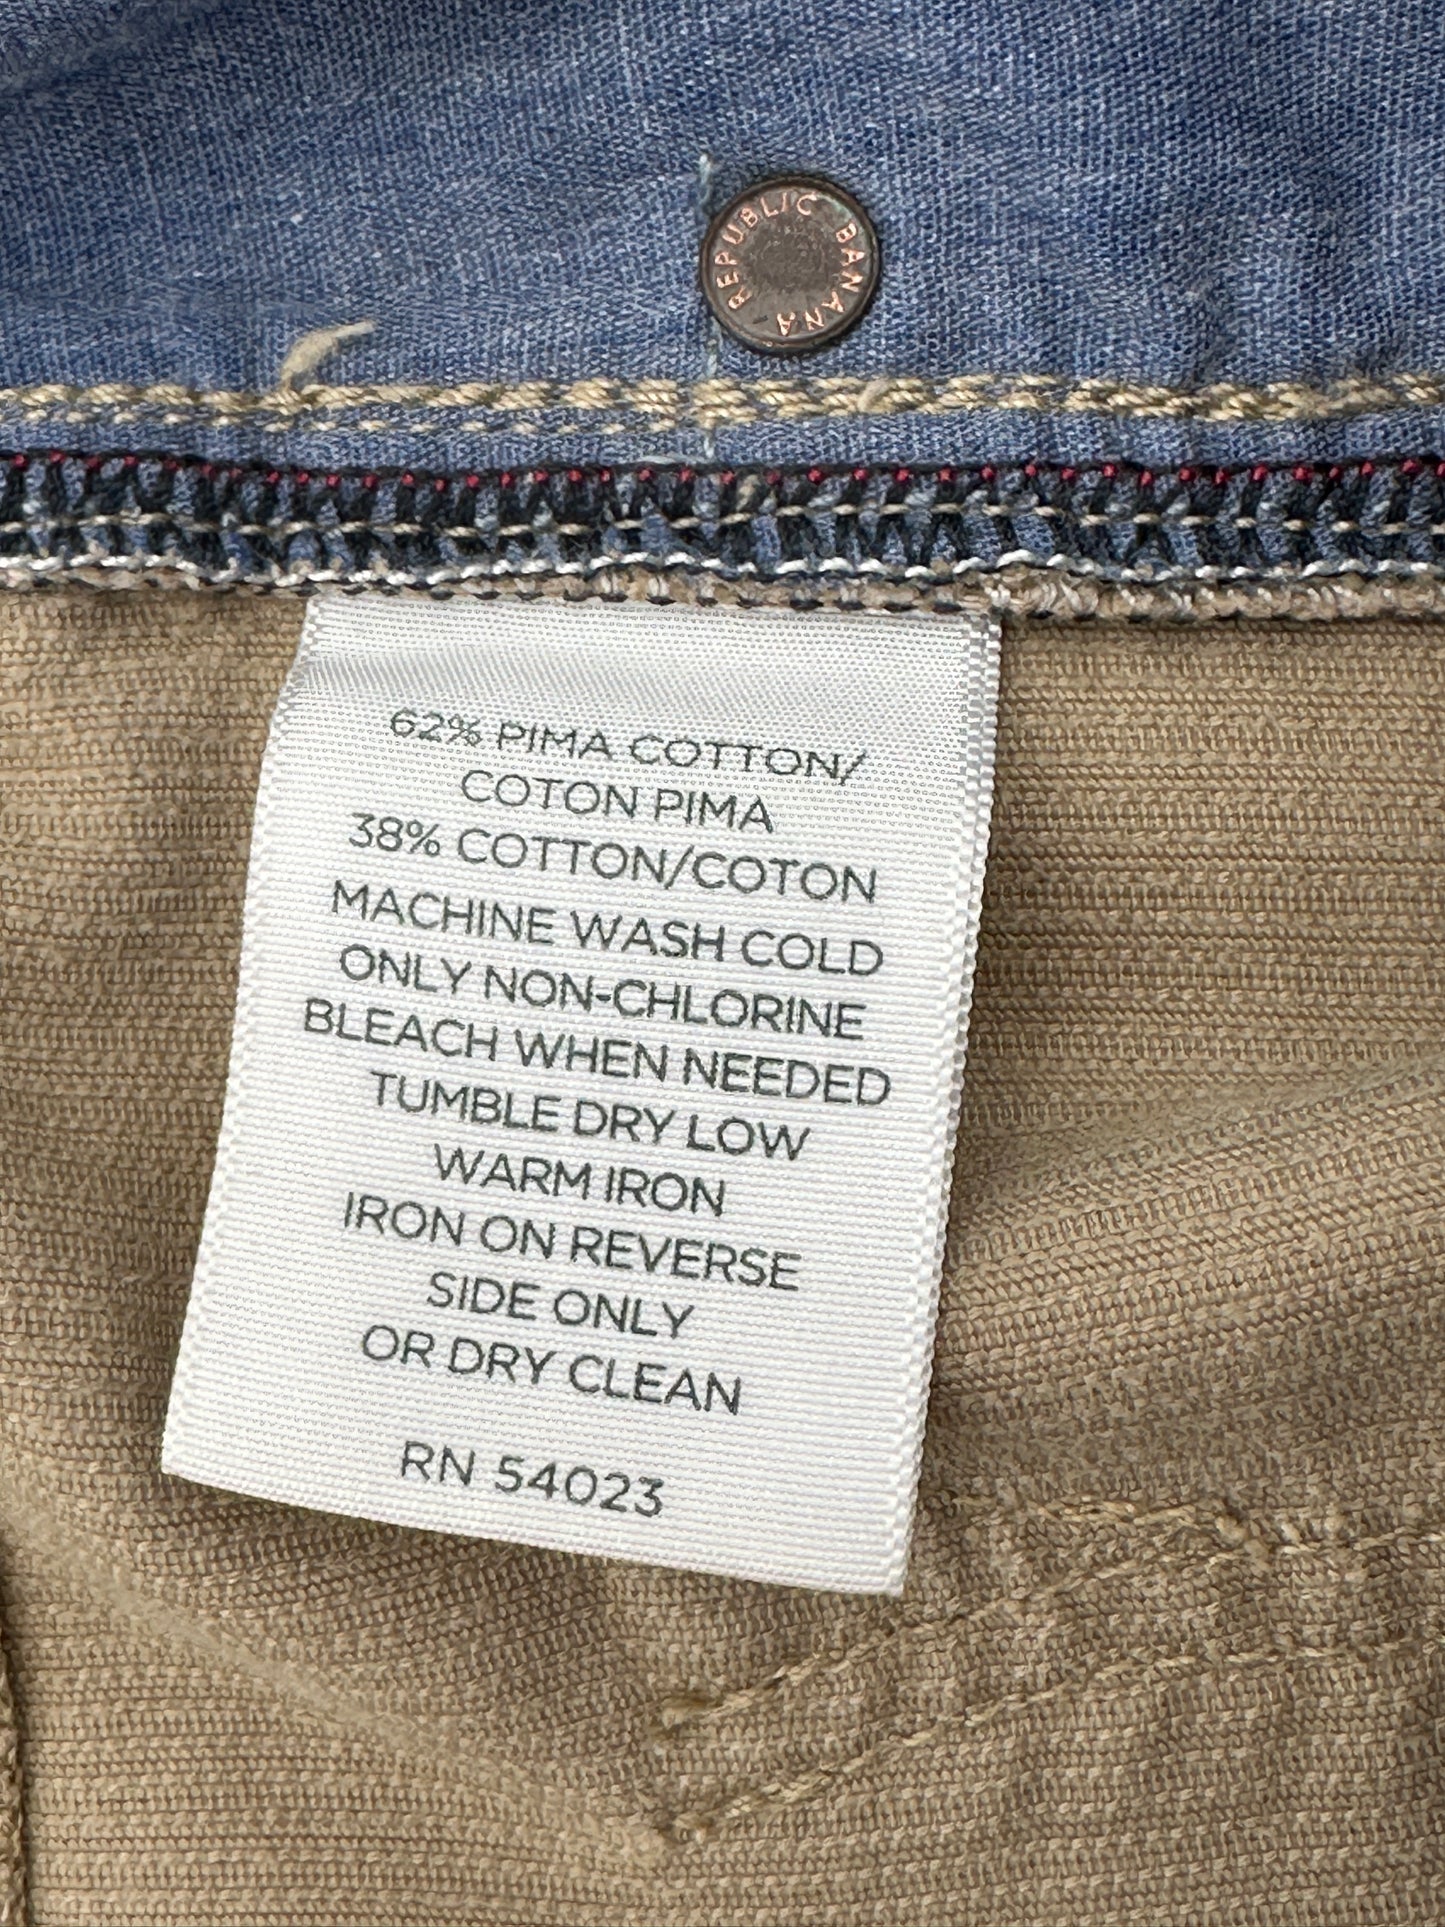 REPUBLIC BANANA
62% PIMA COTTON/
COTON PIMA
38% COTTON/COTON
MACHINE WASH COLD
ONLY NON-CHLORINE
BLEACH WHEN NEEDED
TUMBLE DRY LOW
WARM IRON
IRON ON REVERSE
SIDE ONLY
OR DRY CLEAN
RN 54023